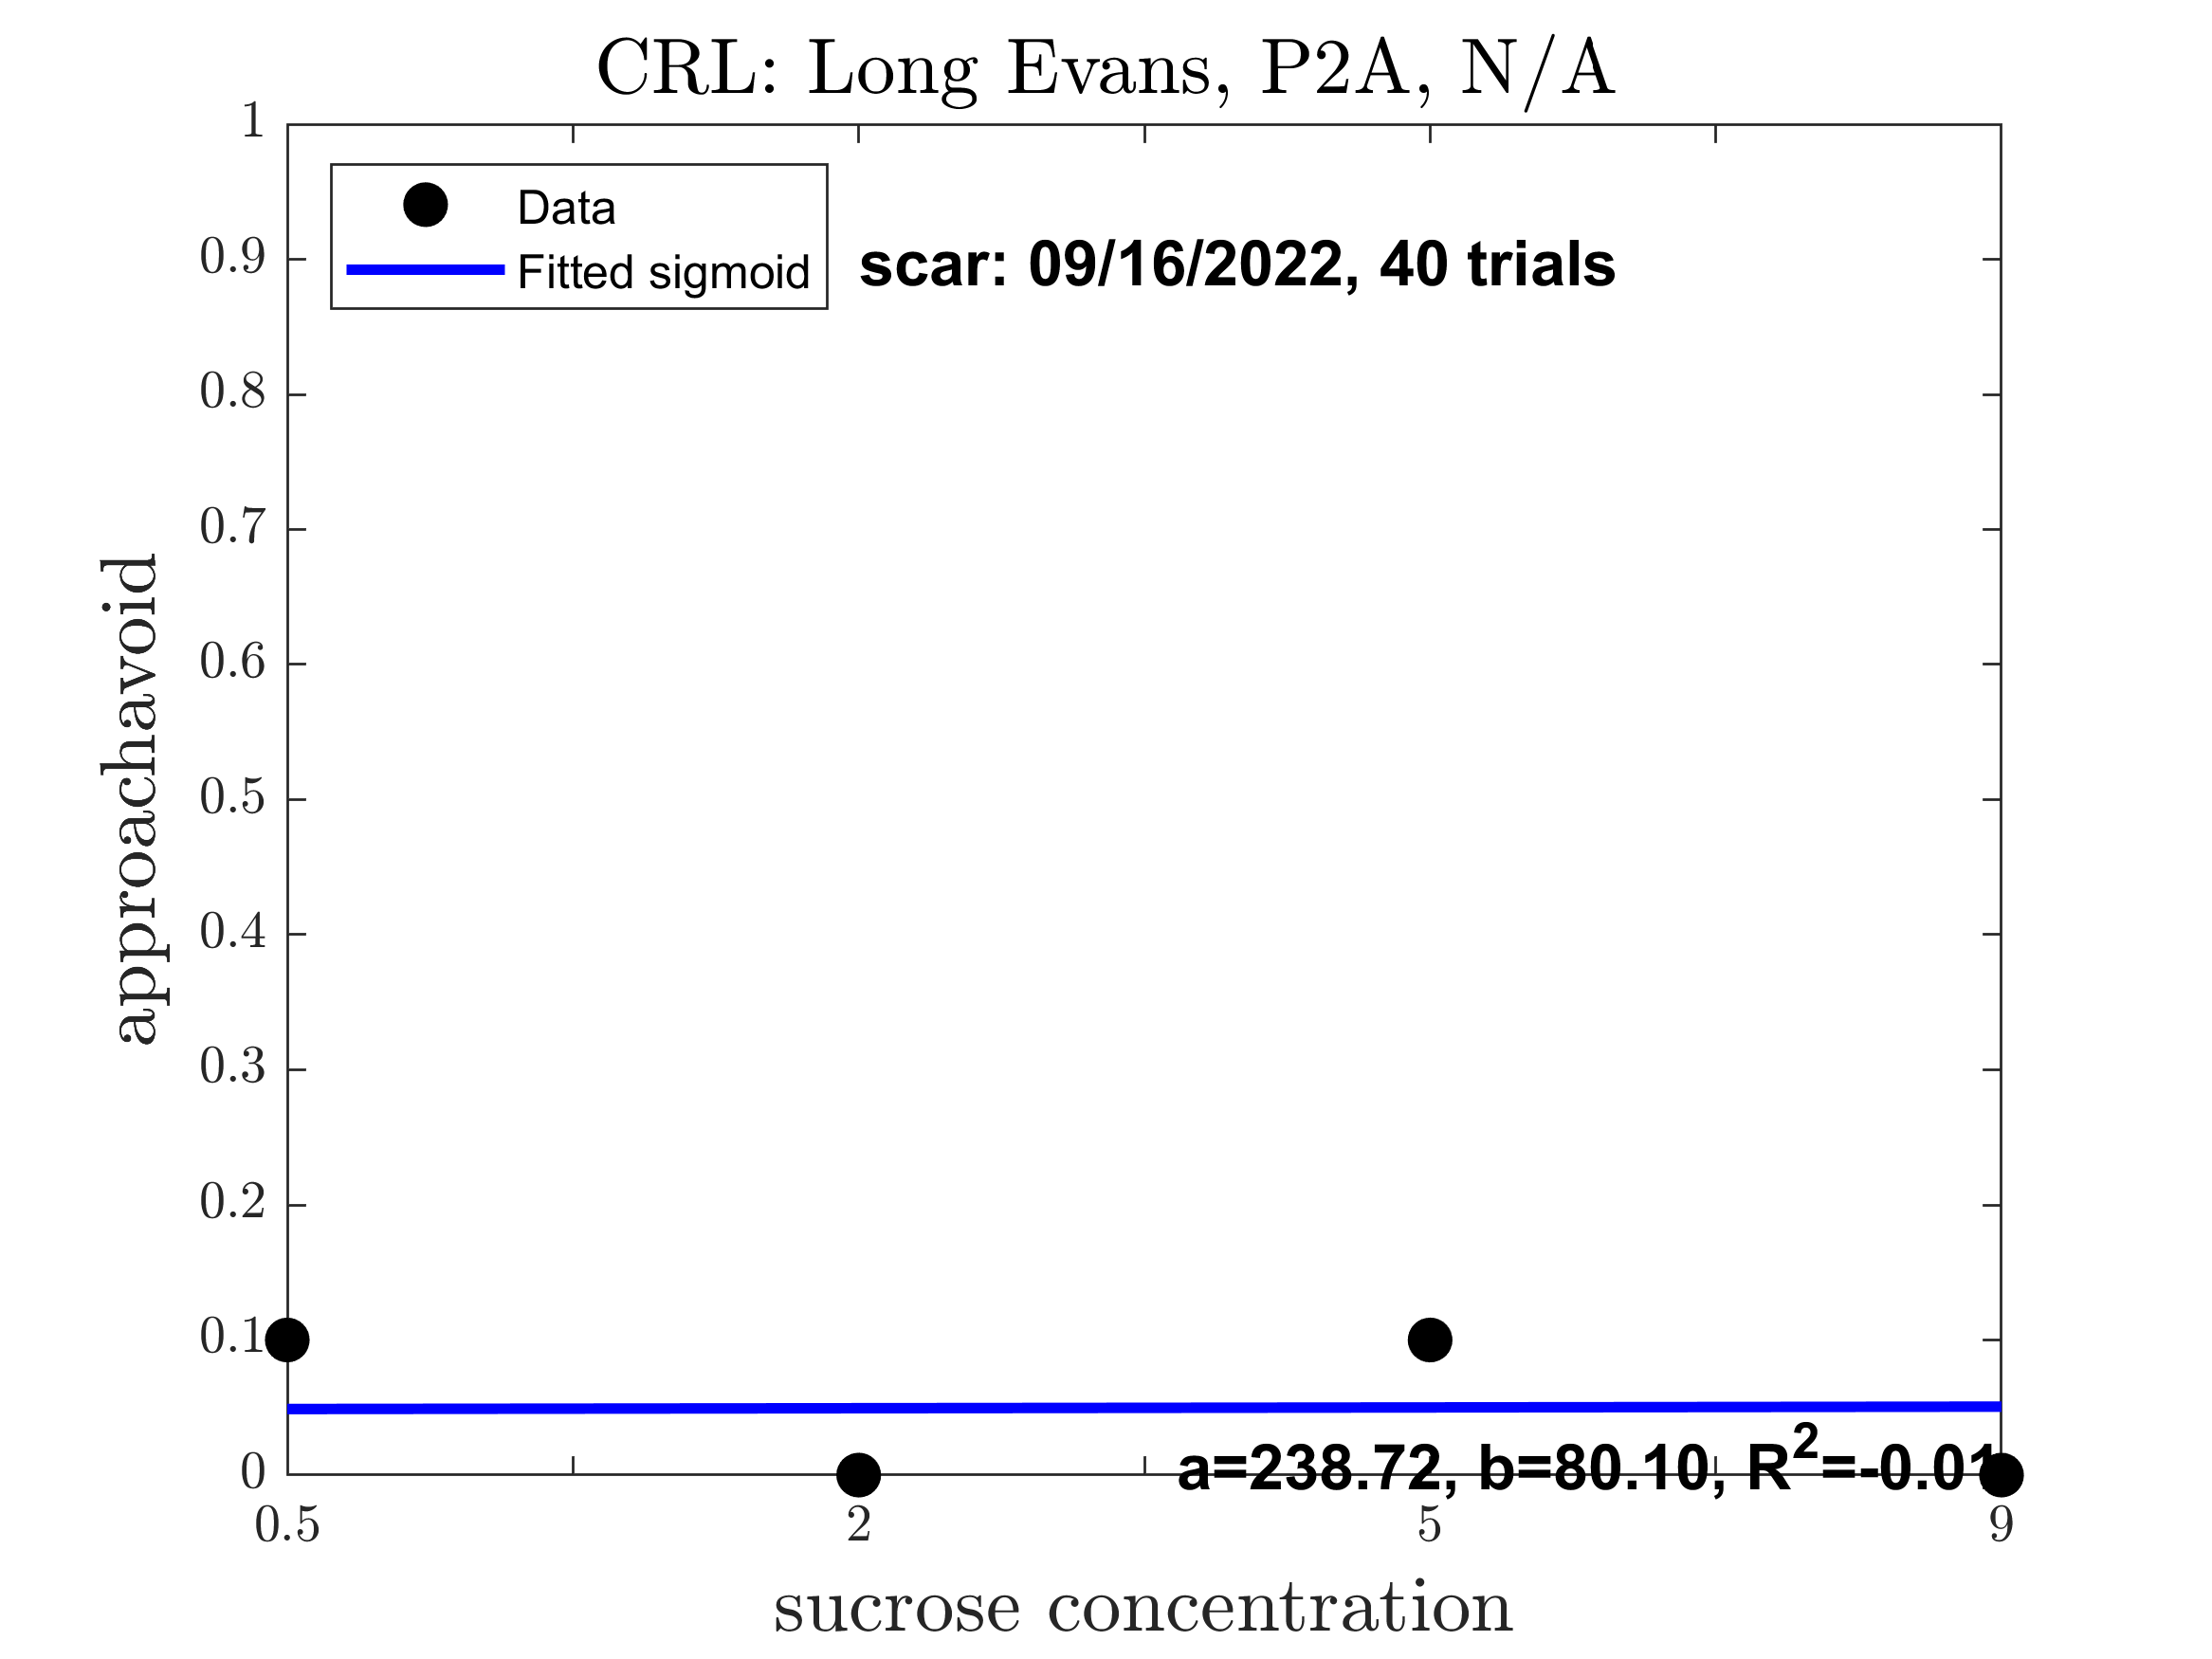 CRL: Long Evans, P2A, N/A
1
Data
Fitted sigmoid
scar: 09/16/2022, 40 trials
0.9
0.8
0.7
0.6
0.5
0.4
0.3
0.2
0.1
0
approachavoid
a=238.72, b=80.10, R²=-0.01
0.5 2 5 9
sucrose concentration